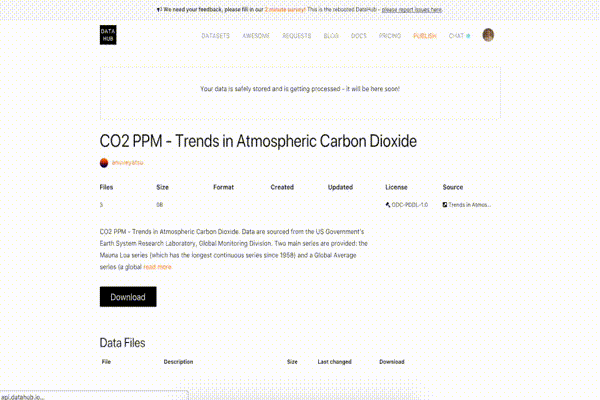 We need your feedback, please fill in our 2 minute survey! This is the rebooted DataHub - please report issues here.
DATA HUB
DATASETS AWESOME REQUESTS BLOG DOCS PRICING PUBLISH CHAT
Your data is safely stored and is getting processed - it will be here soon!
CO2 PPM - Trends in Atmospheric Carbon Dioxide
anuveyatsu
Files Size Format Created Updated License Source
3 0B ODC-PDDL-1.0 Trends in Atmos...
CO2 PPM - Trends in Atmospheric Carbon Dioxide. Data are sourced from the US Government's
Earth System Research Laboratory, Global Monitoring Division. Two main series are provided: the
Mauna Loa series (which has the longest continuous series since 1958) and a Global Average
series (a global read more
Download
Data Files
File Description Size Last changed Download
api.datahub.io...